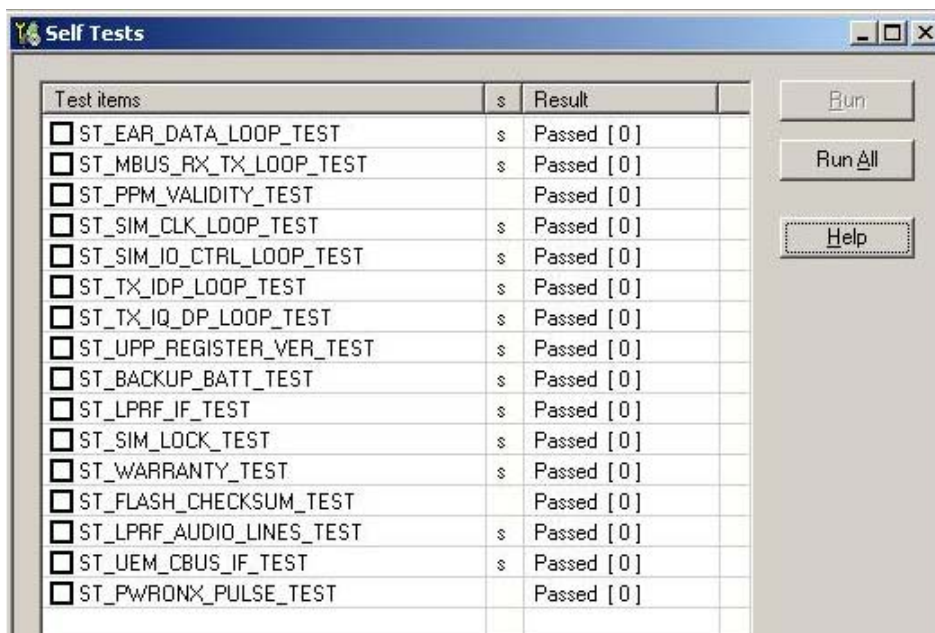 Self Tests
Test items s Result
ST_EAR_DATA_LOOP_TEST s Passed [ 0 ]
ST_MBUS_RX_TX_LOOP_TEST s Passed [ 0 ]
ST_PPM_VALIDITY_TEST Passed [ 0 ]
ST_SIM_CLK_LOOP_TEST s Passed [ 0 ]
ST_SIM_IO_CTRL_LOOP_TEST s Passed [ 0 ]
ST_TX_IDP_LOOP_TEST s Passed [ 0 ]
ST_TX_IQ_DP_LOOP_TEST s Passed [ 0 ]
ST_UPP_REGISTER_VER_TEST s Passed [ 0 ]
ST_BACKUP_BATT_TEST s Passed [ 0 ]
ST_LPRF_IF_TEST s Passed [ 0 ]
ST_SIM_LOCK_TEST s Passed [ 0 ]
ST_WARRANTY_TEST s Passed [ 0 ]
ST_FLASH_CHECKSUM_TEST Passed [ 0 ]
ST_LPRF_AUDIO_LINES_TEST s Passed [ 0 ]
ST_UEM_CBUS_IF_TEST s Passed [ 0 ]
ST_PWRONX_PULSE_TEST Passed [ 0 ]
Run
Run All
Help